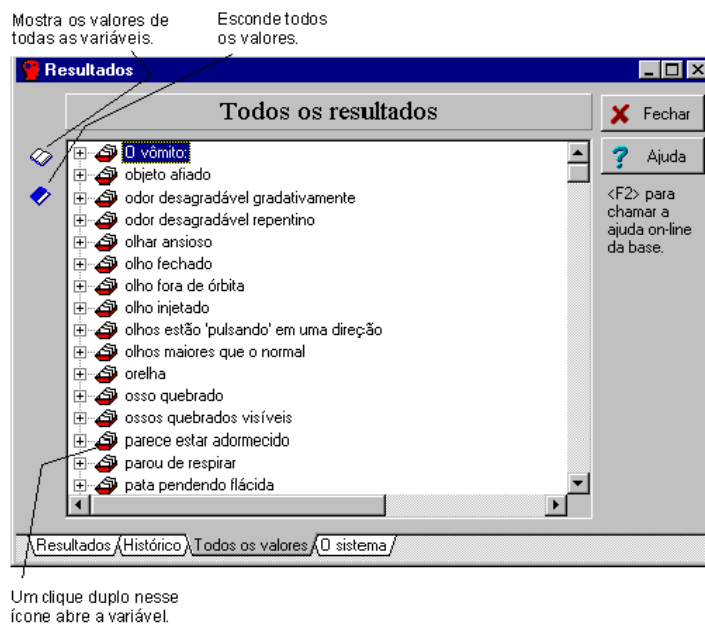 Mostra os valores de
todas as variáveis.
Esconde todos
os valores.
Resultados
Todos os resultados
Fechar
Ajuda
<F2> para
chamar a
ajuda on-line
da base.
O vômito:
objeto afiado
odor desagradável gradativamente
odor desagradável repentino
olhar ansioso
olho fechado
olho fora de órbita
olho injetado
olhos estão 'pulsando' em uma direção
olhos maiores que o normal
orelha
osso quebrado
ossos quebrados visíveis
parece estar adormecido
parou de respirar
pata pendendo flácida
Resultados Histórico Todos os valores O sistema
Um clique duplo nesse
ícone abre a variável.